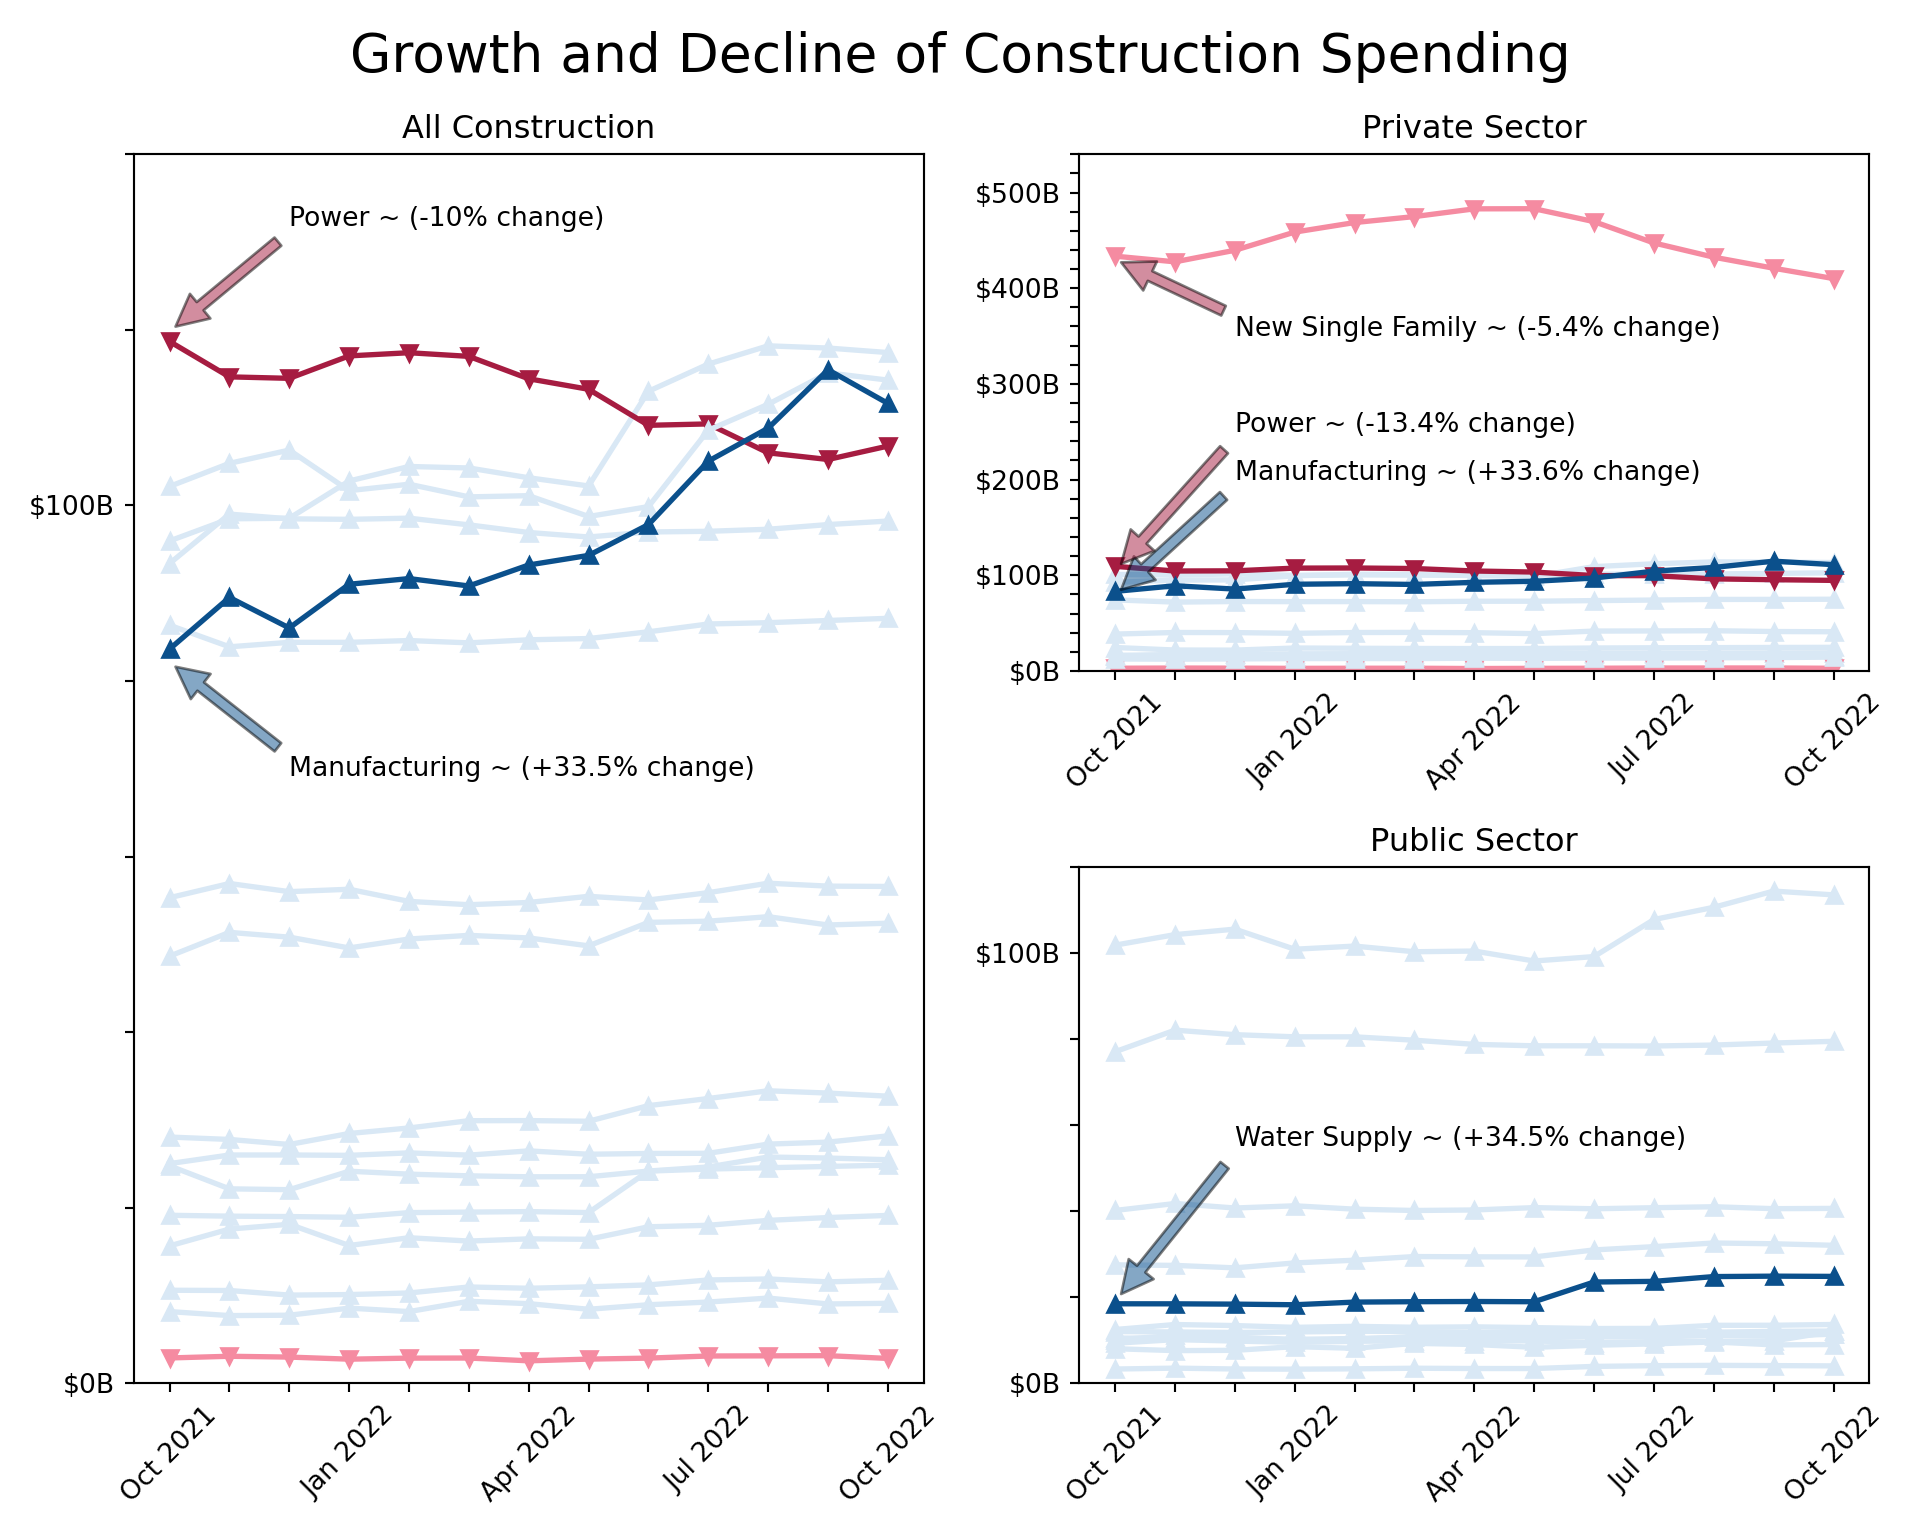 Growth and Decline of Construction Spending
All Construction
Power ~ (-10% change)
Manufacturing ~ (+33.5% change)
$100B
$0B
Oct 2021
Jan 2022
Apr 2022
Jul 2022
Oct 2022
Private Sector
$500B
$400B
$300B
$200B
$100B
$0B
New Single Family ~ (-5.4% change)
Power ~ (-13.4% change)
Manufacturing ~ (+33.6% change)
Oct 2021
Jan 2022
Apr 2022
Jul 2022
Oct 2022
Public Sector
$100B
$0B
Water Supply ~ (+34.5% change)
Oct 2021
Jan 2022
Apr 2022
Jul 2022
Oct 2022